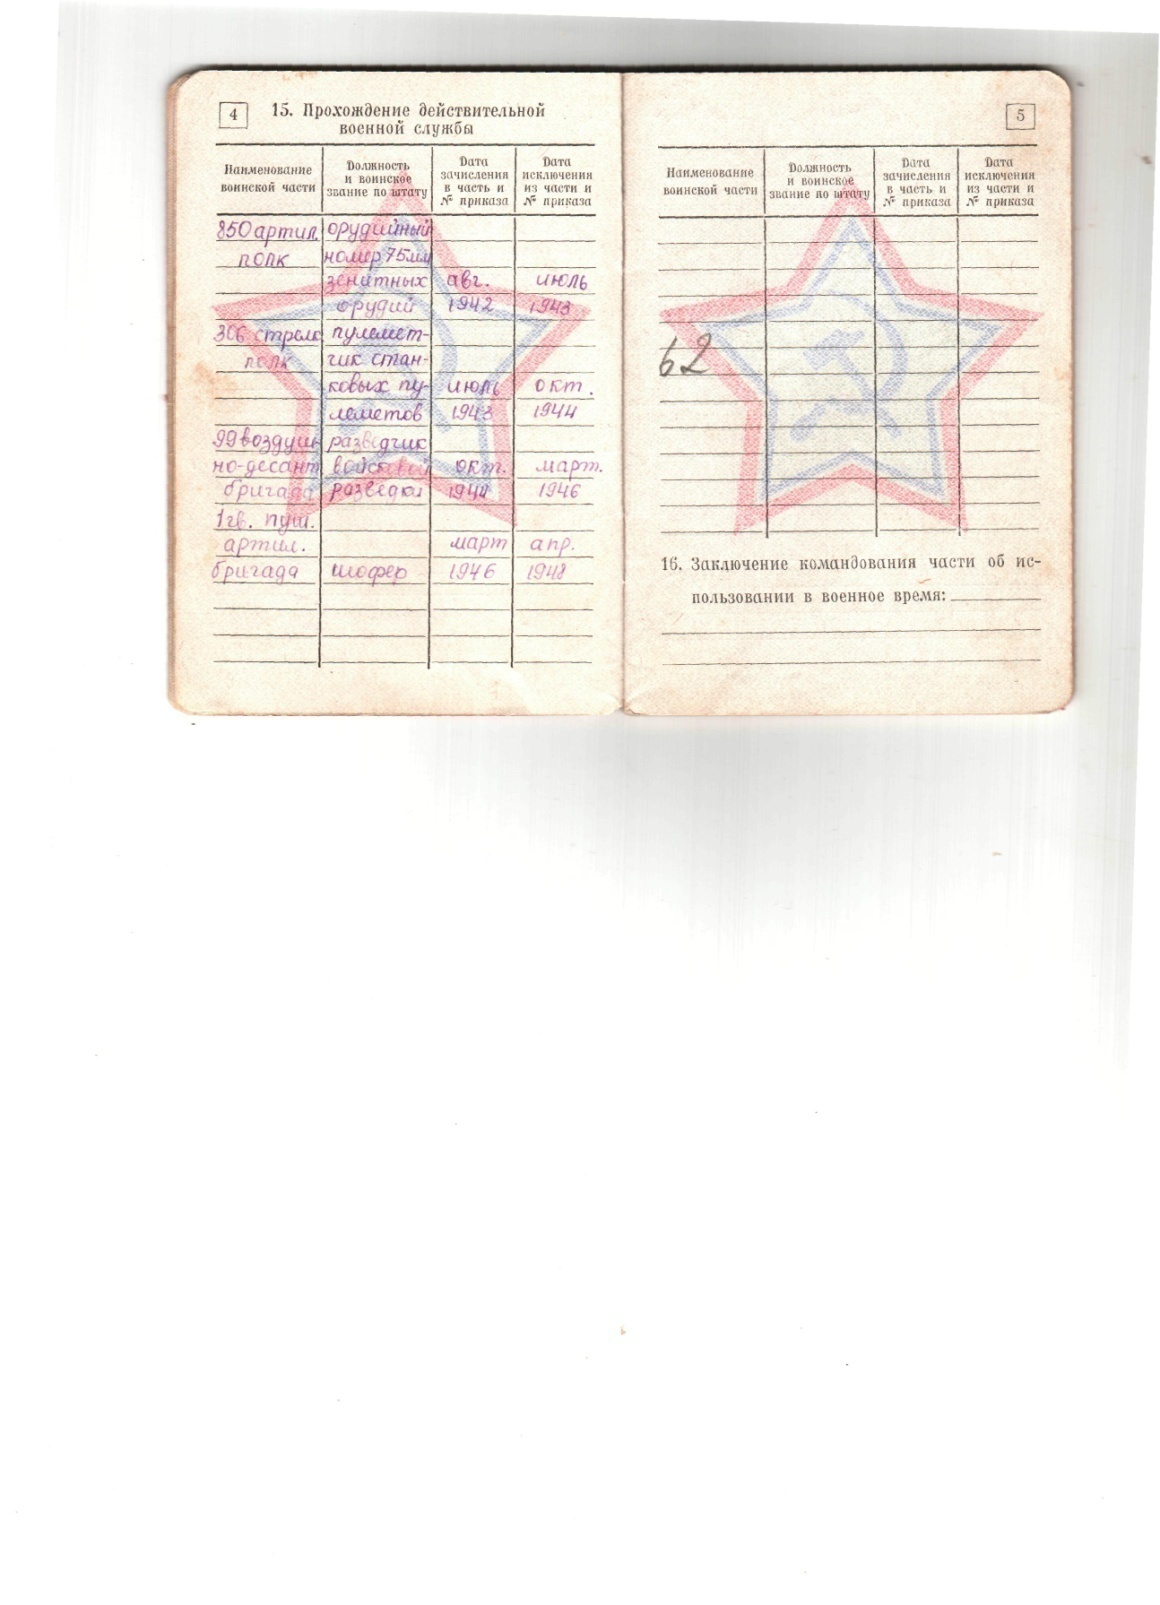 4
15. Прохождение действительной
военной службы
Наименование воинской части
Должность и воинское звание по штату
Дата зачисления в часть и № приказа
Дата исключения из части и № приказа
850 артил. орудийный
полк номер 75мм
зенитных авг. июль
орудий 1942 1943
306 стрелк пулемет-
полк чик стан-
ковых пу- июль окт.
леметов 1943 1944
99 воздуш разведчик
но-десант войсковой окт. март.
бригада разведки 1944 1946
1 гв. пуш.
артил. март апр.
бригада шофер 1946 1948
5
Наименование воинской части
Должность и воинское звание по штату
Дата зачисления в часть и № приказа
Дата исключения из части и № приказа
62
16. Заключение командования части об ис-
пользовании в военное время: